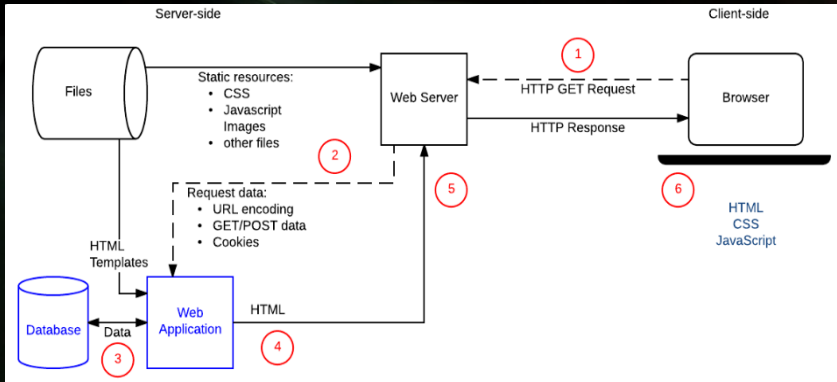 Server-side
Client-side
Files
Static resources:
• CSS
• Javascript
Images
• other files
Web Server
1
HTTP GET Request
HTTP Response
Browser
2
Request data:
• URL encoding
• GET/POST data
• Cookies
5
6
HTML
CSS
JavaScript
HTML
Templates
Database
Data
3
Web
Application
HTML
4